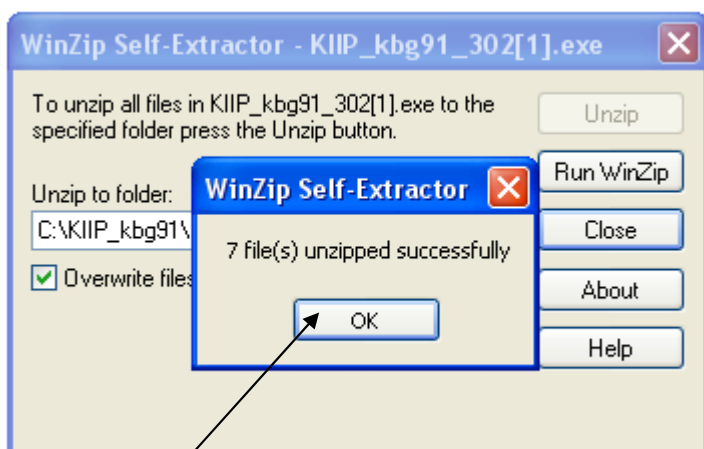 WinZip Self-Extractor - KIIP_kbg91_302[1].exe
To unzip all files in KIIP_kbg91_302[1].exe to the
specified folder press the Unzip button.
Unzip to folder:
C:\KIIP_kbg91\
Overwrite files
Unzip
Run WinZip
Close
About
Help
WinZip Self-Extractor
7 file(s) unzipped successfully
OK